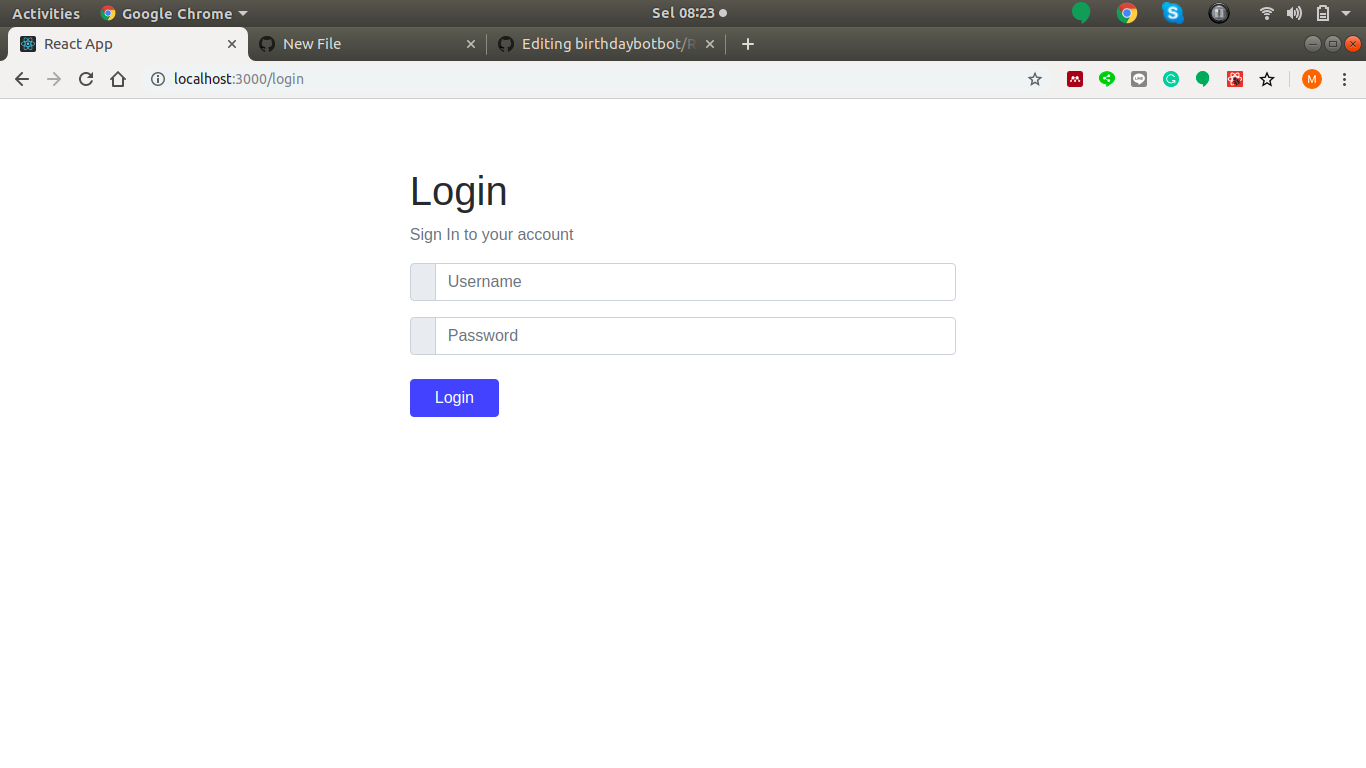 Activities Google Chrome Sel 08:23
React App New File Editing birthdaybotbot/R
localhost:3000/login M
Login
Sign In to your account
Username
Password
Login